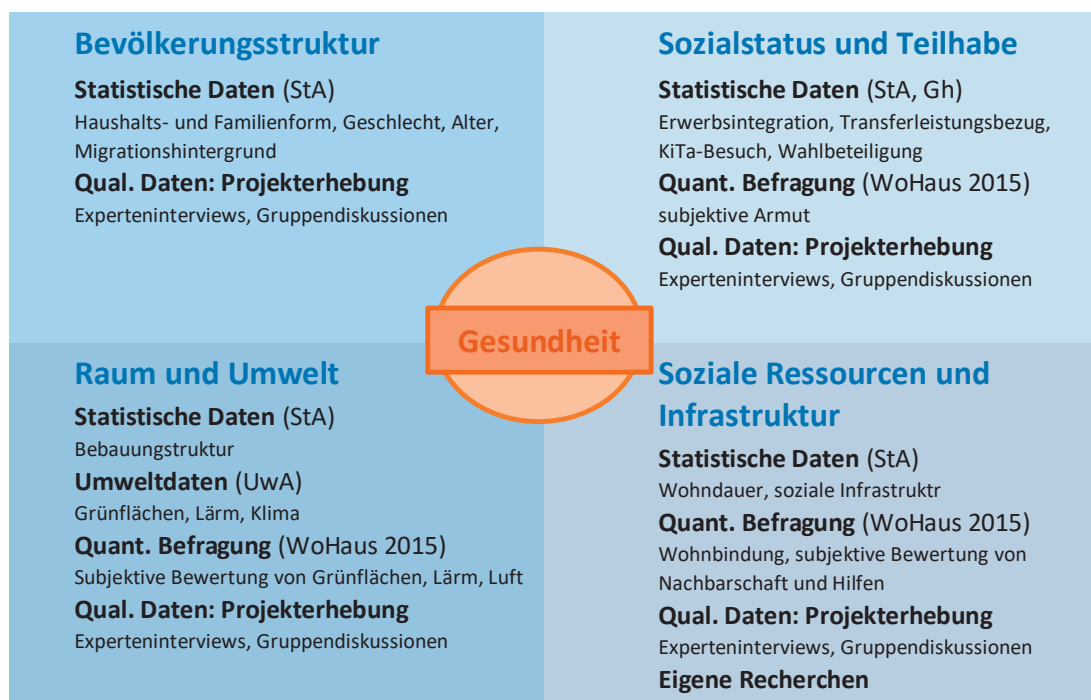 Bevölkerungsstruktur
Statistische Daten (StA)
Haushalts- und Familienform, Geschlecht, Alter,
Migrationshintergrund
Qual. Daten: Projekterhebung
Experteninterviews, Gruppendiskussionen
Sozialstatus und Teilhabe
Statistische Daten (StA, Gh)
Erwerbsintegration, Transferleistungsbezug,
KiTa-Besuch, Wahlbeteiligung
Quant. Befragung (WoHaus 2015)
subjektive Armut
Qual. Daten: Projekterhebung
Experteninterviews, Gruppendiskussionen
Gesundheit
Raum und Umwelt
Statistische Daten (StA)
Bebauungstruktur
Umweltdaten (UwA)
Grünflächen, Lärm, Klima
Quant. Befragung (WoHaus 2015)
Subjektive Bewertung von Grünflächen, Lärm, Luft
Qual. Daten: Projekterhebung
Experteninterviews, Gruppendiskussionen
Soziale Ressourcen und
Infrastruktur
Statistische Daten (StA)
Wohndauer, soziale Infrastruktr
Quant. Befragung (WoHaus 2015)
Wohnbindung, subjektive Bewertung von
Nachbarschaft und Hilfen
Qual. Daten: Projekterhebung
Experteninterviews, Gruppendiskussionen
Eigene Recherchen